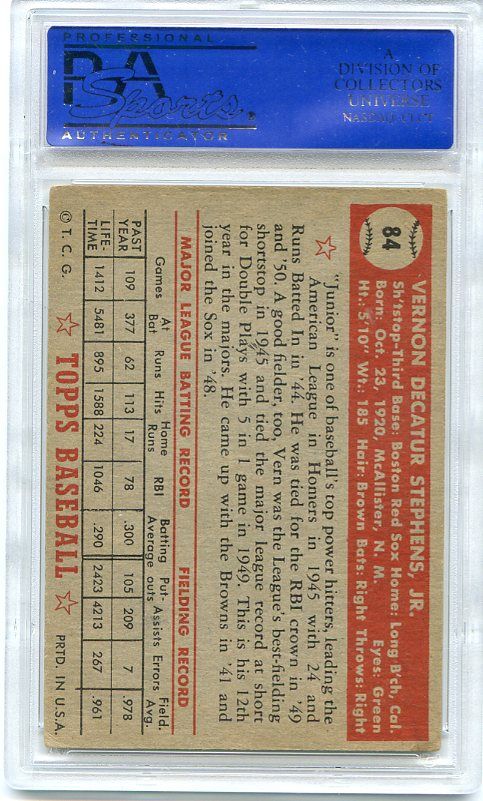 PROFESSIONAL
PSA
Sports
AUTHENTICATOR
A
DIVISION OF
COLLECTORS
UNIVERSE
NASDAQ: CLCT
84
VERNON DECATUR STEPHENS, JR.
Sh'tstop-Third Base: Boston Red Sox Home: Long B'ch, Cal.
Born: Oct. 23, 1920, McAllister, N. M. Eyes: Green
Ht.: 5'10" Wt.: 185 Hair: Brown Bats: Right Throws: Right
"Junior" is one of baseball's top power hitters, leading the
American League in Homers in 1945 with 24 and
Runs Batted In in '44. He was tied for the RBI crown in '49
and '50. A good fielder, too, Vern was the League's best-fielding
shortstop in 1945 and tied the major league record at short
for Double Plays with 5 in 1 game in 1949. This is his 12th
year in the majors. He came up with the Browns in '41 and
joined the Sox in '48.
MAJOR LEAGUE BATTING RECORD FIELDING RECORD
Games At Bat Runs Hits Home Runs RBI Batting Average Put-outs Assists Errors Field. Avg.
PAST YEAR 109 377 62 113 17 78 .300 105 209 7 .978
LIFE-TIME 1412 5481 895 1588 224 1046 .290 2423 4213 267 .961
© T. C. G. TOPPS BASEBALL PRTD. IN U.S.A.